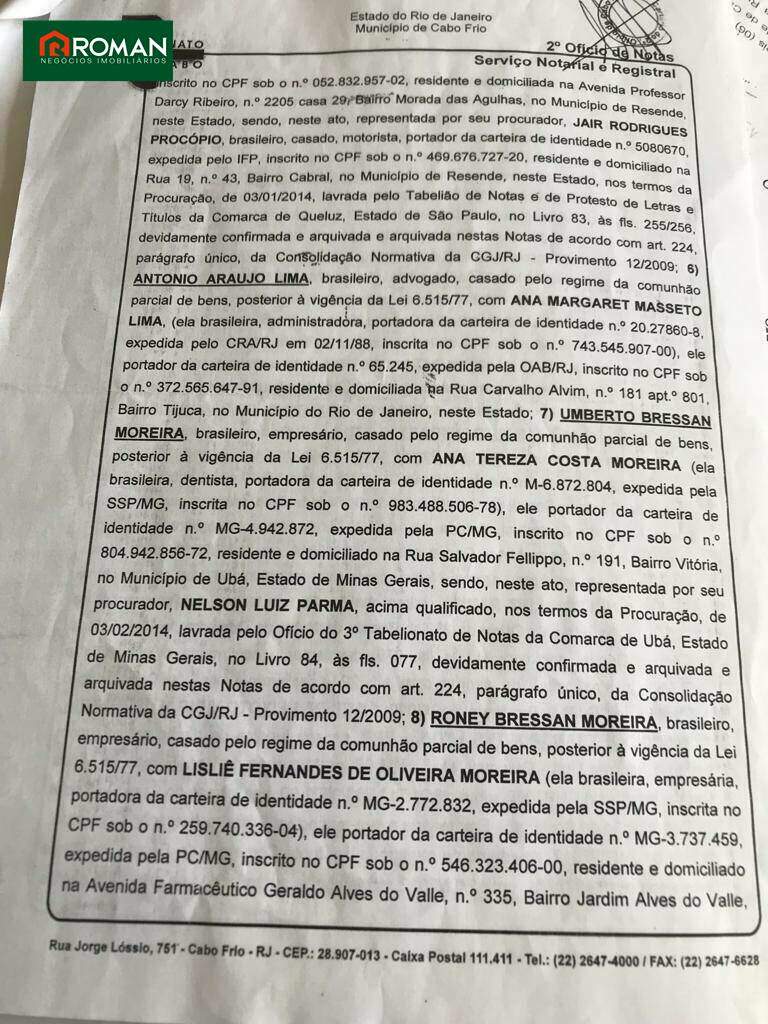 ROMAN
NEGÓCIOS IMOBILIÁRIOS
Estado do Rio de Janeiro
Município de Cabo Frio
2º Ofício de Notas
Serviço Notarial e Registral
inscrito no CPF sob o n.º 052.832.957-02, residente e domiciliada na Avenida Professor
Darcy Ribeiro, n.º 2205 casa 29, Bairro Morada das Agulhas, no Município de Resende,
neste Estado, sendo, neste ato, representada por seu procurador, JAIR RODRIGUES
PROCÓPIO, brasileiro, casado, motorista, portador da carteira de identidade n.º 5080670,
expedida pelo IFP, inscrito no CPF sob o n.º 469.676.727-20, residente e domiciliado na
Rua 19, n.º 43, Bairro Cabral, no Município de Resende, neste Estado, nos termos da
Procuração, de 03/01/2014, lavrada pelo Tabelião de Notas e de Protesto de Letras e
Títulos da Comarca de Queluz, Estado de São Paulo, no Livro 83, às fls. 255/256,
devidamente confirmada e arquivada e arquivada nestas Notas de acordo com art. 224,
parágrafo único, da Consolidação Normativa da CGJ/RJ - Provimento 12/2009; 6)
ANTONIO ARAUJO LIMA, brasileiro, advogado, casado pelo regime da comunhão
parcial de bens, posterior à vigência da Lei 6.515/77, com ANA MARGARET MASSETO
LIMA, (ela brasileira, administradora, portadora da carteira de identidade n.º 20.27860-8,
expedida pelo CRA/RJ em 02/11/88, inscrita no CPF sob o n.º 743.545.907-00), ele
portador da carteira de identidade n.º 65.245, expedida pela OAB/RJ, inscrito no CPF sob
o n.º 372.565.647-91, residente e domiciliada na Rua Carvalho Alvim, n.º 181 apt.º 801,
Bairro Tijuca, no Município do Rio de Janeiro, neste Estado; 7) UMBERTO BRESSAN
MOREIRA, brasileiro, empresário, casado pelo regime da comunhão parcial de bens,
posterior à vigência da Lei 6.515/77, com ANA TEREZA COSTA MOREIRA (ela
brasileira, dentista, portadora da carteira de identidade n.º M-6.872.804, expedida pela
SSP/MG, inscrita no CPF sob o n.º 983.488.506-78), ele portador da carteira de
identidade n.º MG-4.942.872, expedida pela PC/MG, inscrito no CPF sob o n.º
804.942.856-72, residente e domiciliado na Rua Salvador Fellippo, n.º 191, Bairro Vitória,
no Município de Ubá, Estado de Minas Gerais, sendo, neste ato, representada por seu
procurador, NELSON LUIZ PARMA, acima qualificado, nos termos da Procuração, de
03/02/2014, lavrada pelo Ofício do 3º Tabelionato de Notas da Comarca de Ubá, Estado
de Minas Gerais, no Livro 84, às fls. 077, devidamente confirmada e arquivada e
arquivada nestas Notas de acordo com art. 224, parágrafo único, da Consolidação
Normativa da CGJ/RJ - Provimento 12/2009; 8) RONEY BRESSAN MOREIRA, brasileiro,
empresário, casado pelo regime da comunhão parcial de bens, posterior à vigência da Lei
6.515/77, com LISLIÊ FERNANDES DE OLIVEIRA MOREIRA (ela brasileira, empresária,
portadora da carteira de identidade n.º MG-2.772.832, expedida pela SSP/MG, inscrita no
CPF sob o n.º 259.740.336-04), ele portador da carteira de identidade n.º MG-3.737.459,
expedida pela PC/MG, inscrito no CPF sob o n.º 546.323.406-00, residente e domiciliado
na Avenida Farmacêutico Geraldo Alves do Valle, n.º 335, Bairro Jardim Alves do Valle,
Rua Jorge Lóssio, 751 - Cabo Frio - RJ - CEP.: 28.907-013 - Caixa Postal 111.411 - Tel.: (22) 2647-4000 / FAX: (22) 2647-6628